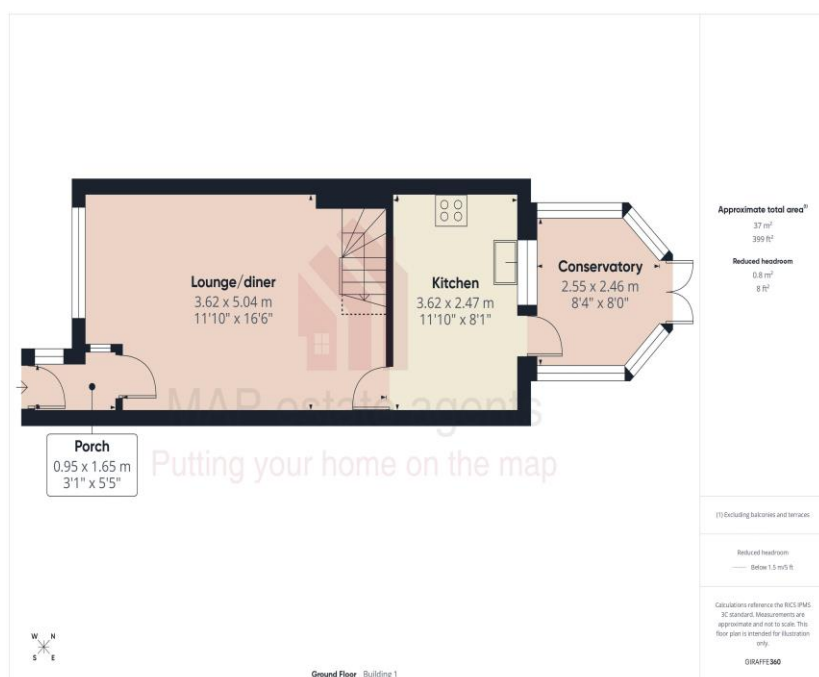 Lounge/diner
3.62 x 5.04 m
11'10" x 16'6"
Kitchen
3.62 x 2.47 m
11'10" x 8'1"
Conservatory
2.55 x 2.46 m
8'4" x 8'0"
Porch
0.95 x 1.65 m
3'1" x 5'5"
MAP estate agents
Putting your home on the map
W N
S E
Ground Floor Building 1
Approximate total area⁽¹⁾
37 m²
399 ft²
Reduced headroom
0.8 m²
8 ft²
(1) Excluding balconies and terraces
Reduced headroom
Below 1.5 m/5 ft
Calculations reference the RICS IPMS
3C standard. Measurements are
approximate and not to scale. This
floor plan is intended for illustration
only.
GIRAFFE360